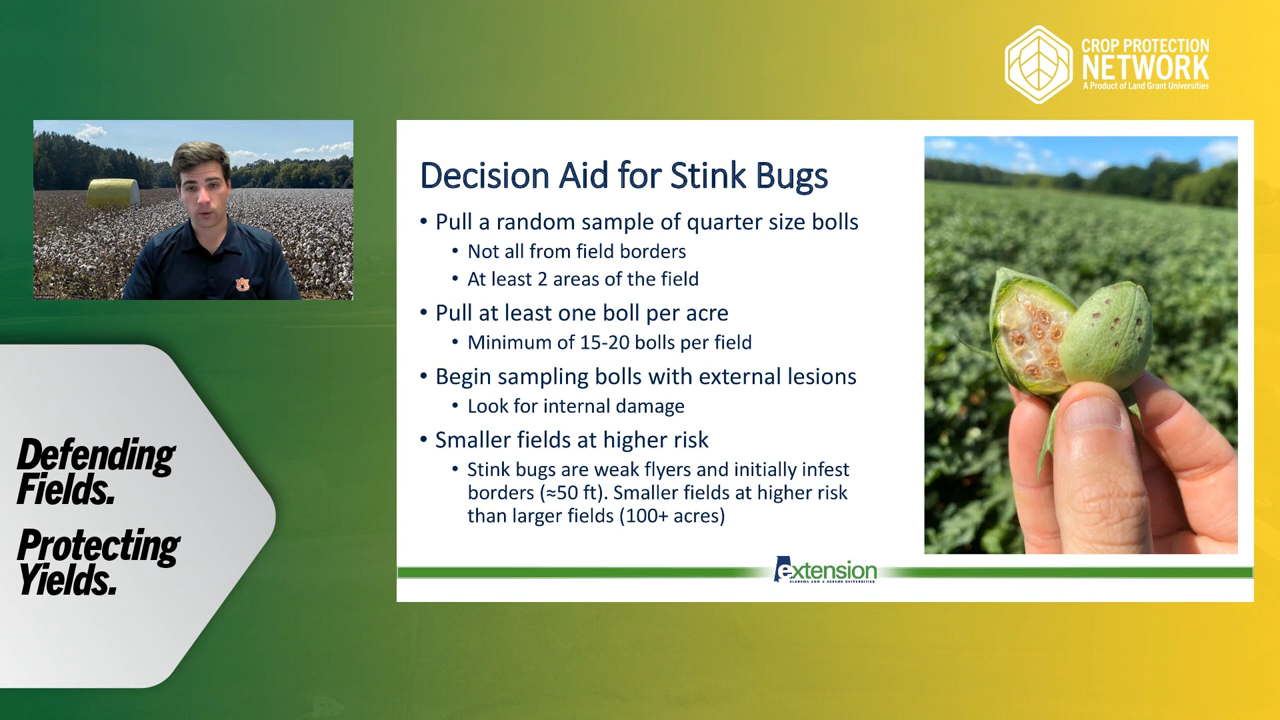 CROP PROTECTION
NETWORK
A Product of Land Grant Universities
Decision Aid for Stink Bugs
• Pull a random sample of quarter size bolls
• Not all from field borders
• At least 2 areas of the field
• Pull at least one boll per acre
• Minimum of 15-20 bolls per field
• Begin sampling bolls with external lesions
• Look for internal damage
• Smaller fields at higher risk
• Stink bugs are weak flyers and initially infest
borders (≈50 ft). Smaller fields at higher risk
than larger fields (100+ acres)
extension
ALABAMA A&M & AUBURN UNIVERSITIES
Defending
Fields.
Protecting
Yields.